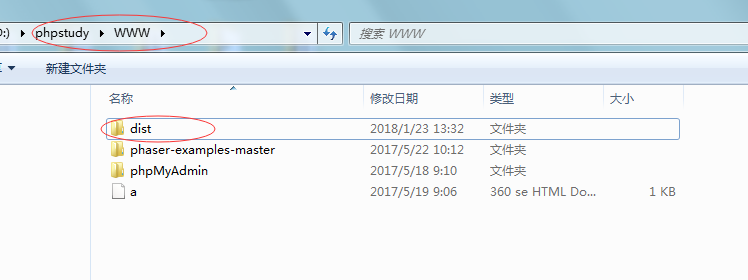 :) ▸ phpstudy ▸ WWW ▸ 搜索 WWW
新建文件夹
名称 修改日期 类型 大小
dist 2018/1/23 13:32 文件夹
phaser-examples-master 2017/5/22 10:12 文件夹
phpMyAdmin 2017/5/18 9:10 文件夹
a 2017/5/19 9:06 360 se HTML Do... 1 KB